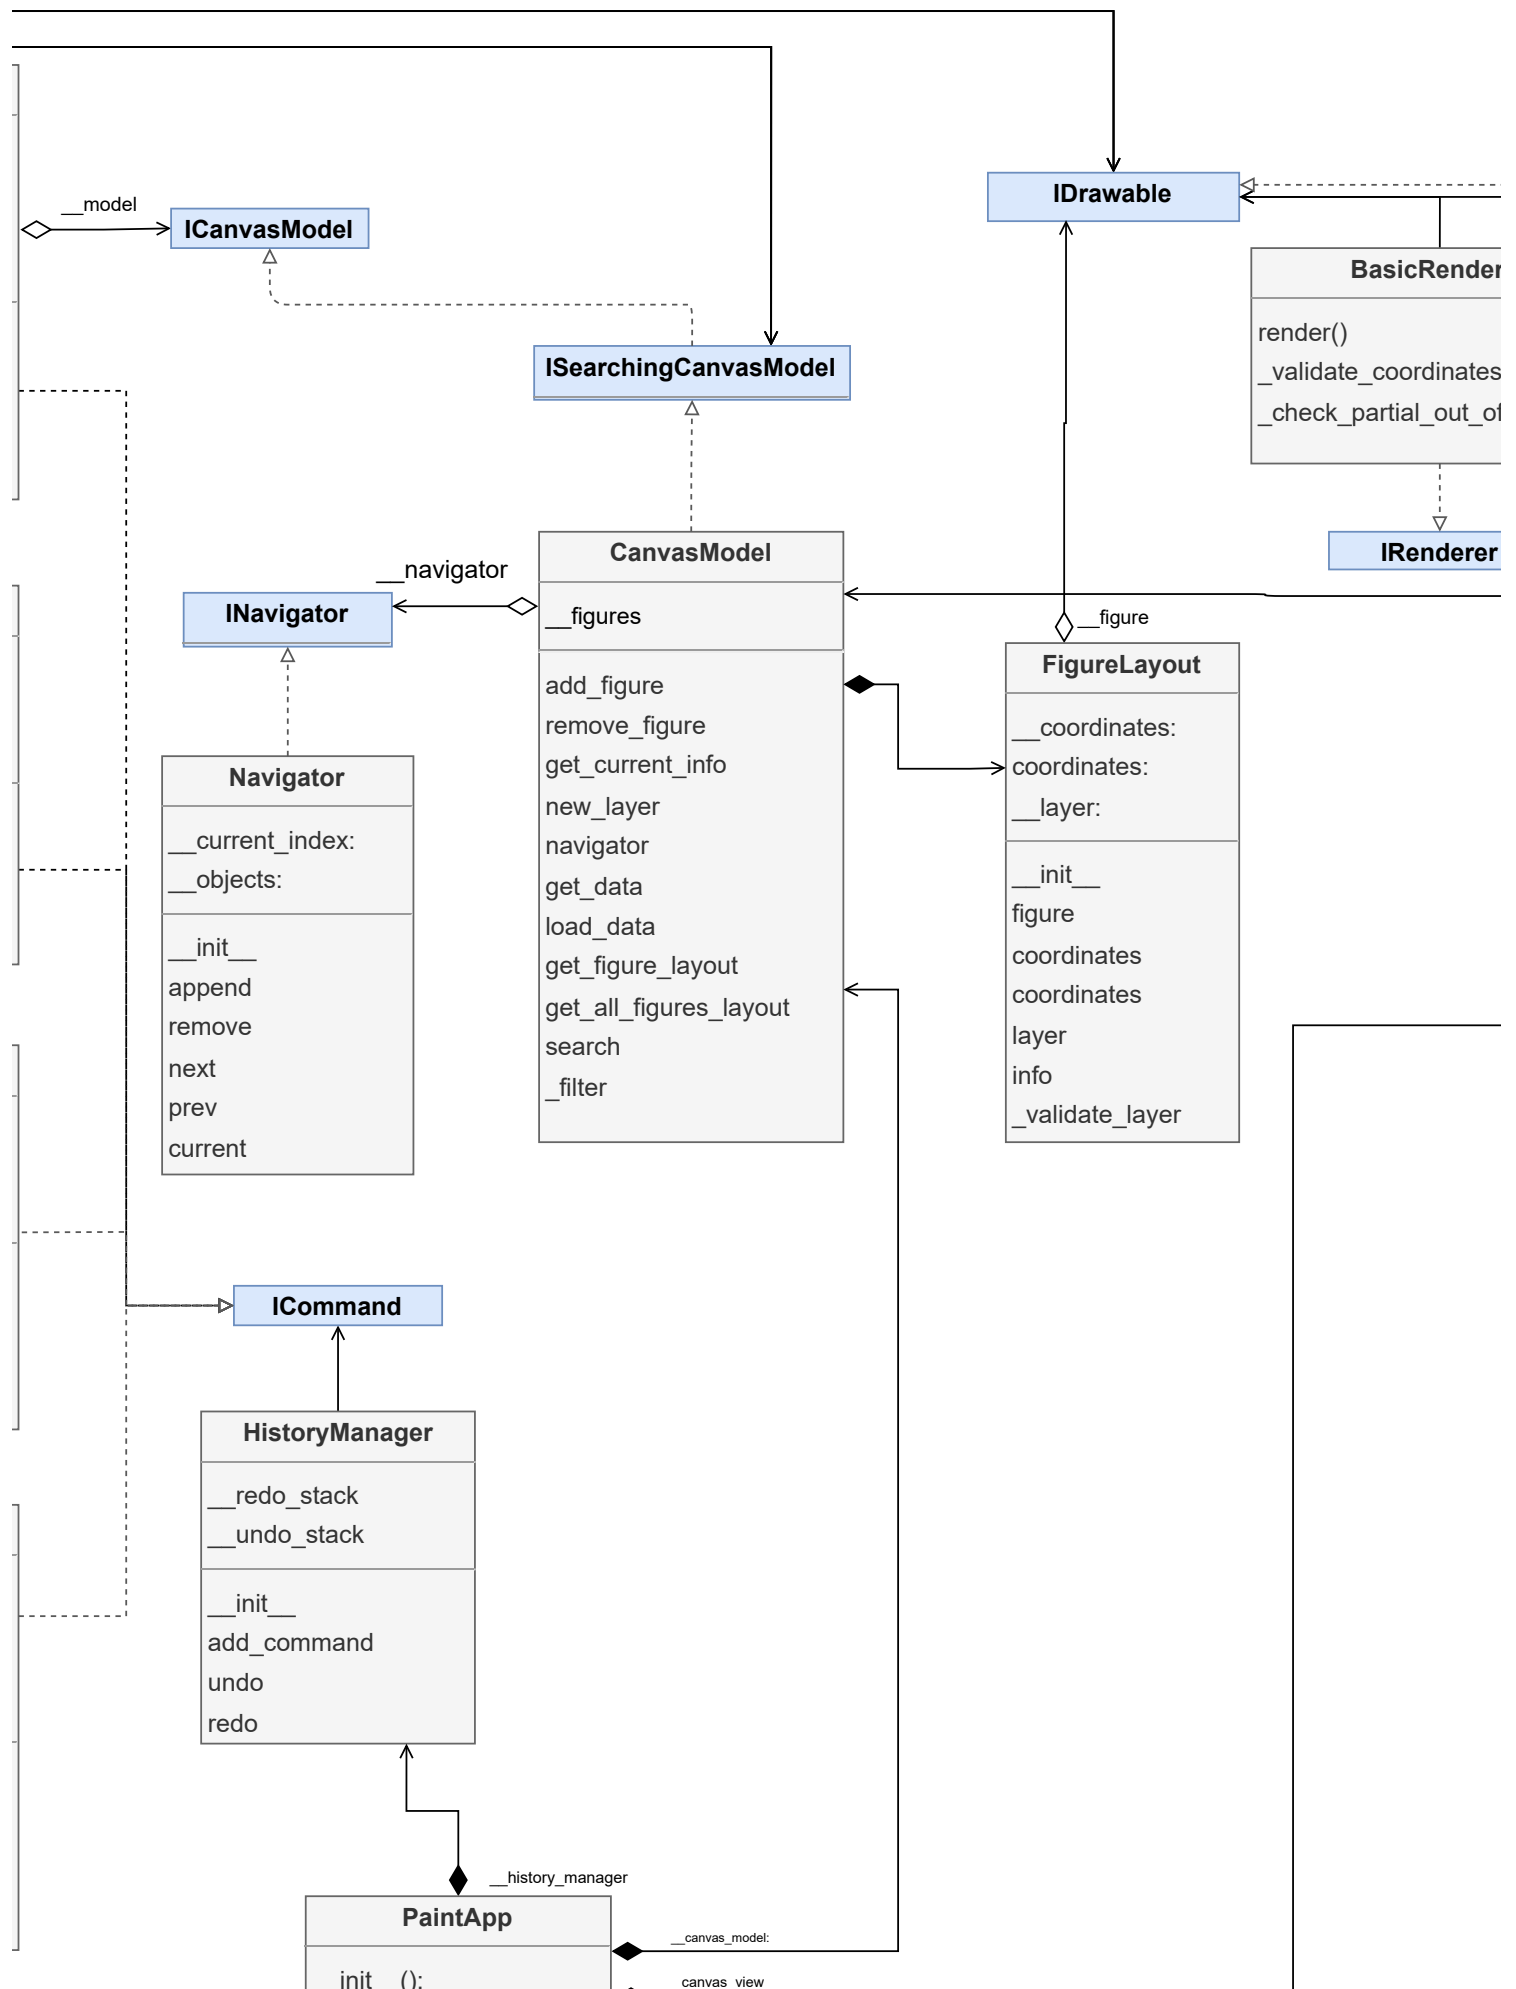 __model
ICanvasModel
IDrawable
BasicRender
render()
_validate_coordinates
_check_partial_out_of
ISearchingCanvasModel
IRenderer
__navigator
INavigator
CanvasModel
__figures
add_figure
remove_figure
get_current_info
new_layer
navigator
get_data
load_data
get_figure_layout
get_all_figures_layout
search
_filter
__figure
FigureLayout
__coordinates:
coordinates:
__layer:
__init__
figure
coordinates
coordinates
layer
info
_validate_layer
Navigator
__current_index:
__objects:
__init__
append
remove
next
prev
current
ICommand
HistoryManager
__redo_stack
__undo_stack
__init__
add_command
undo
redo
__history_manager
PaintApp
__init__():
__canvas_model:
canvas_view